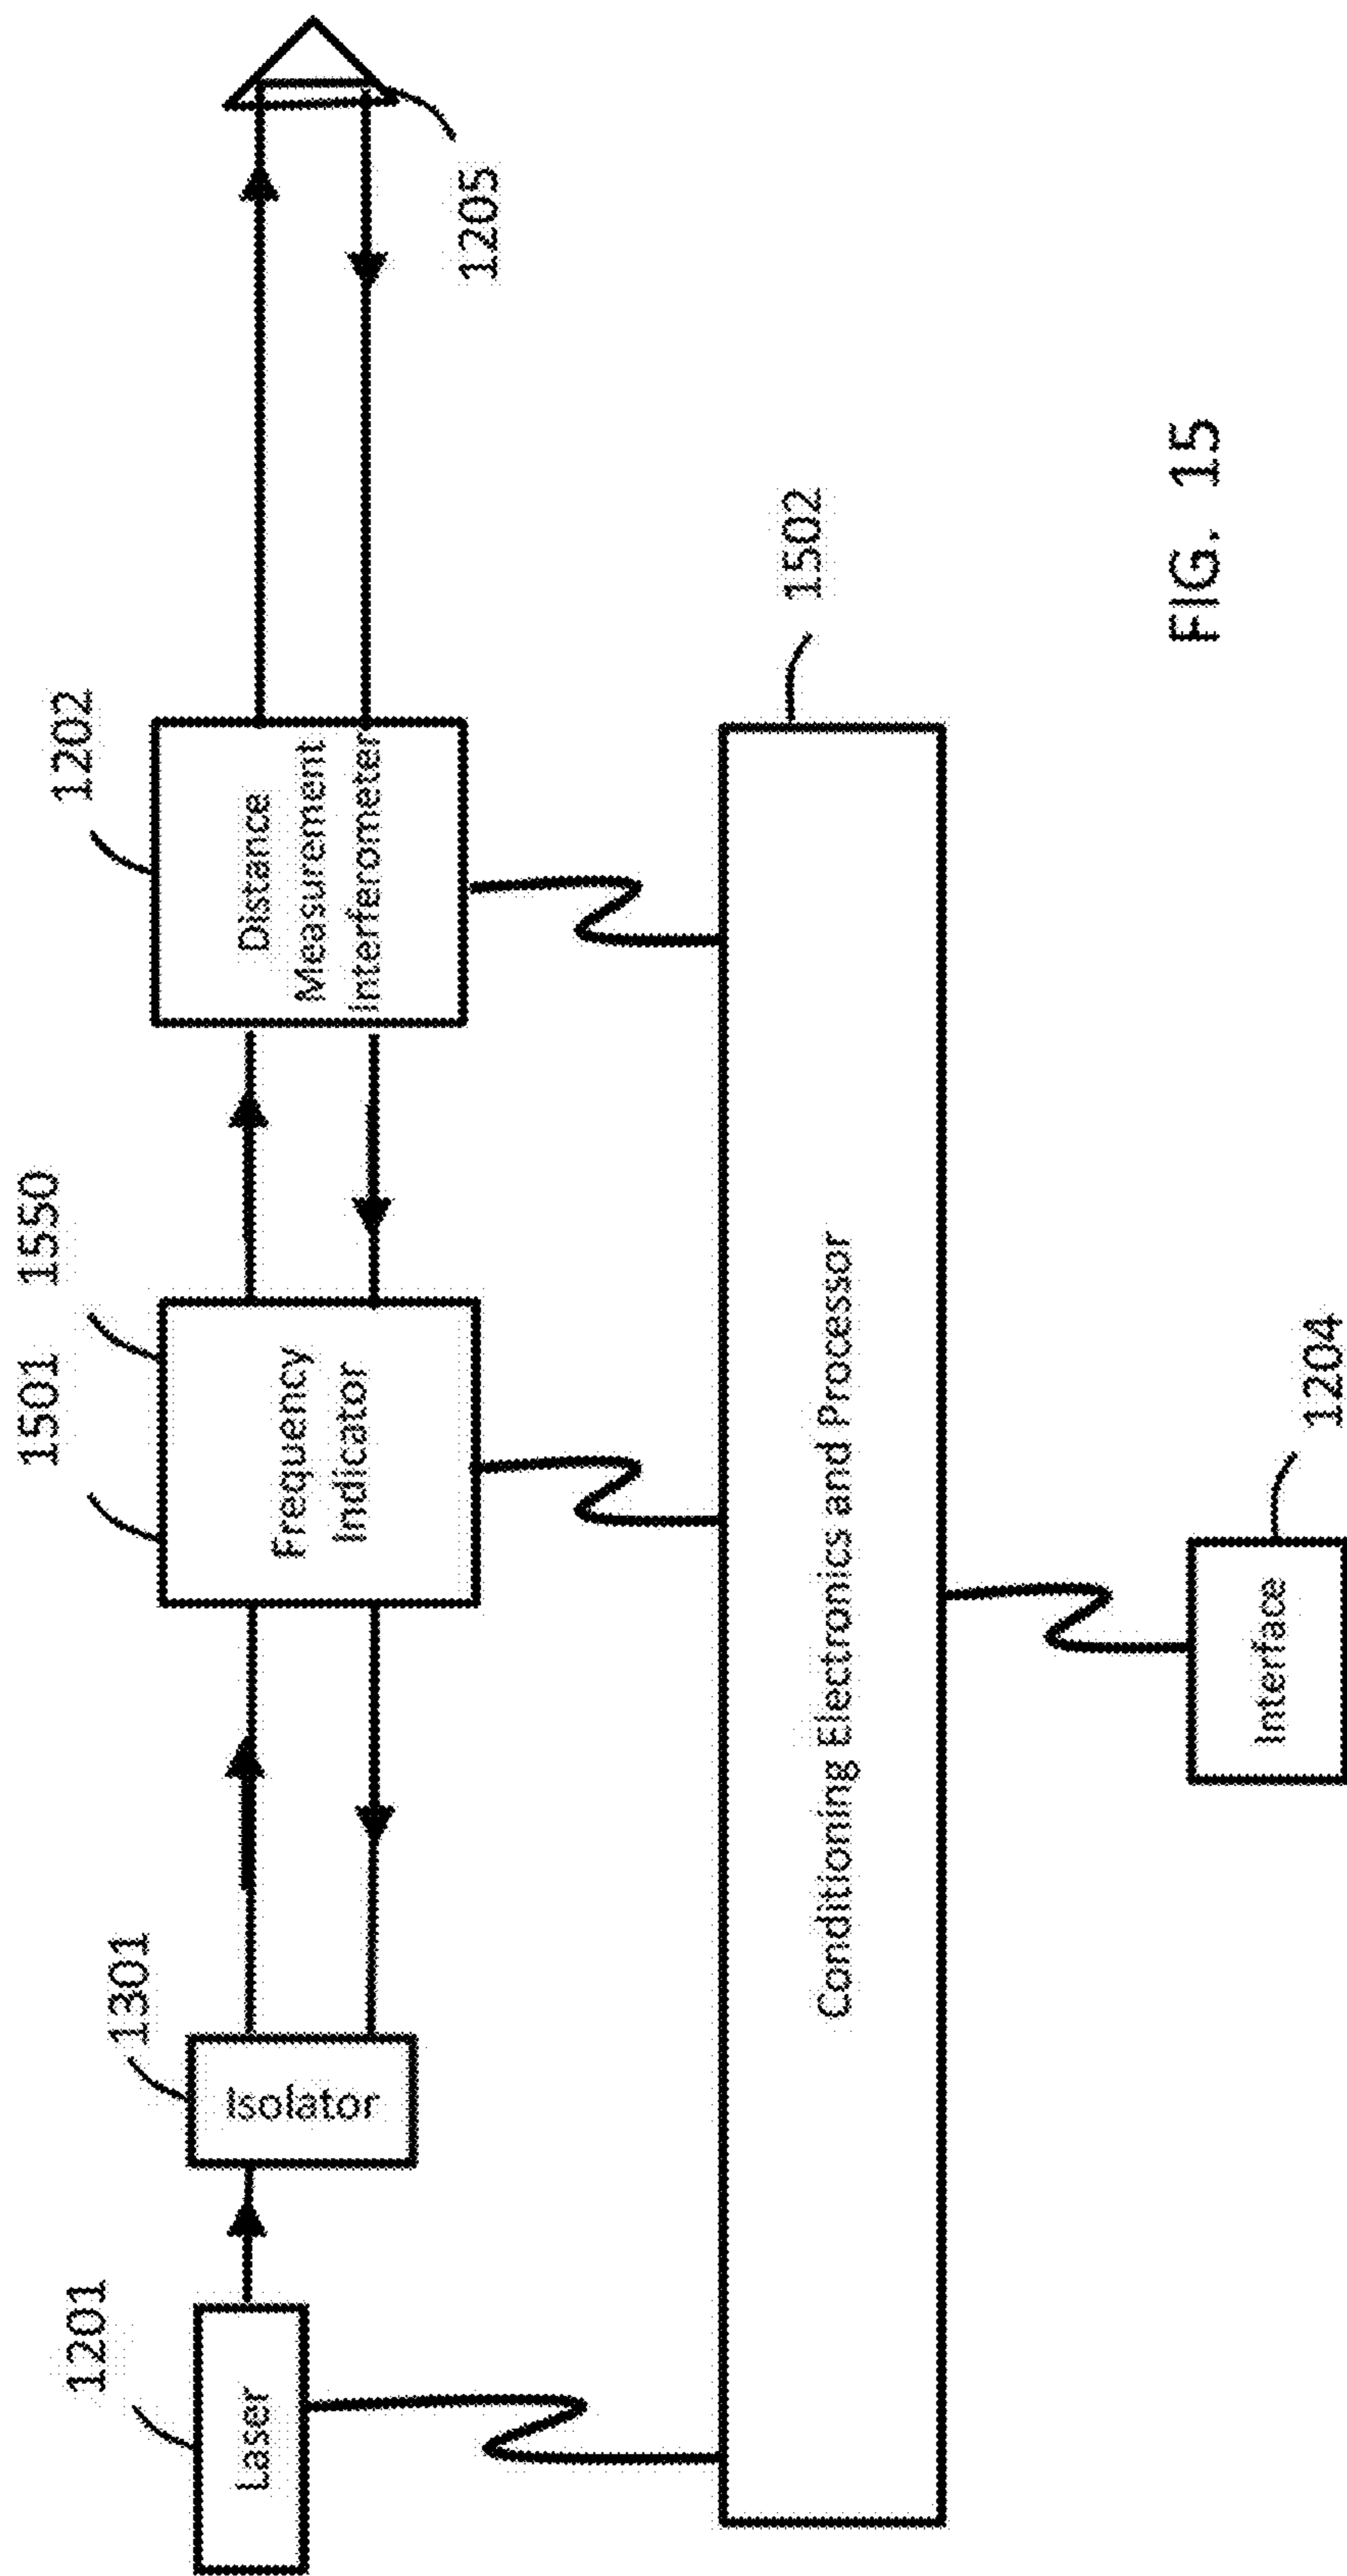 1201
Laser
1301
Isolator
1501
1550
Frequency
Indicator
1202
Distance
Measurement
Interferometer
1205
1502
Conditioning Electronics and Processor
1204
Interface
FIG. 15